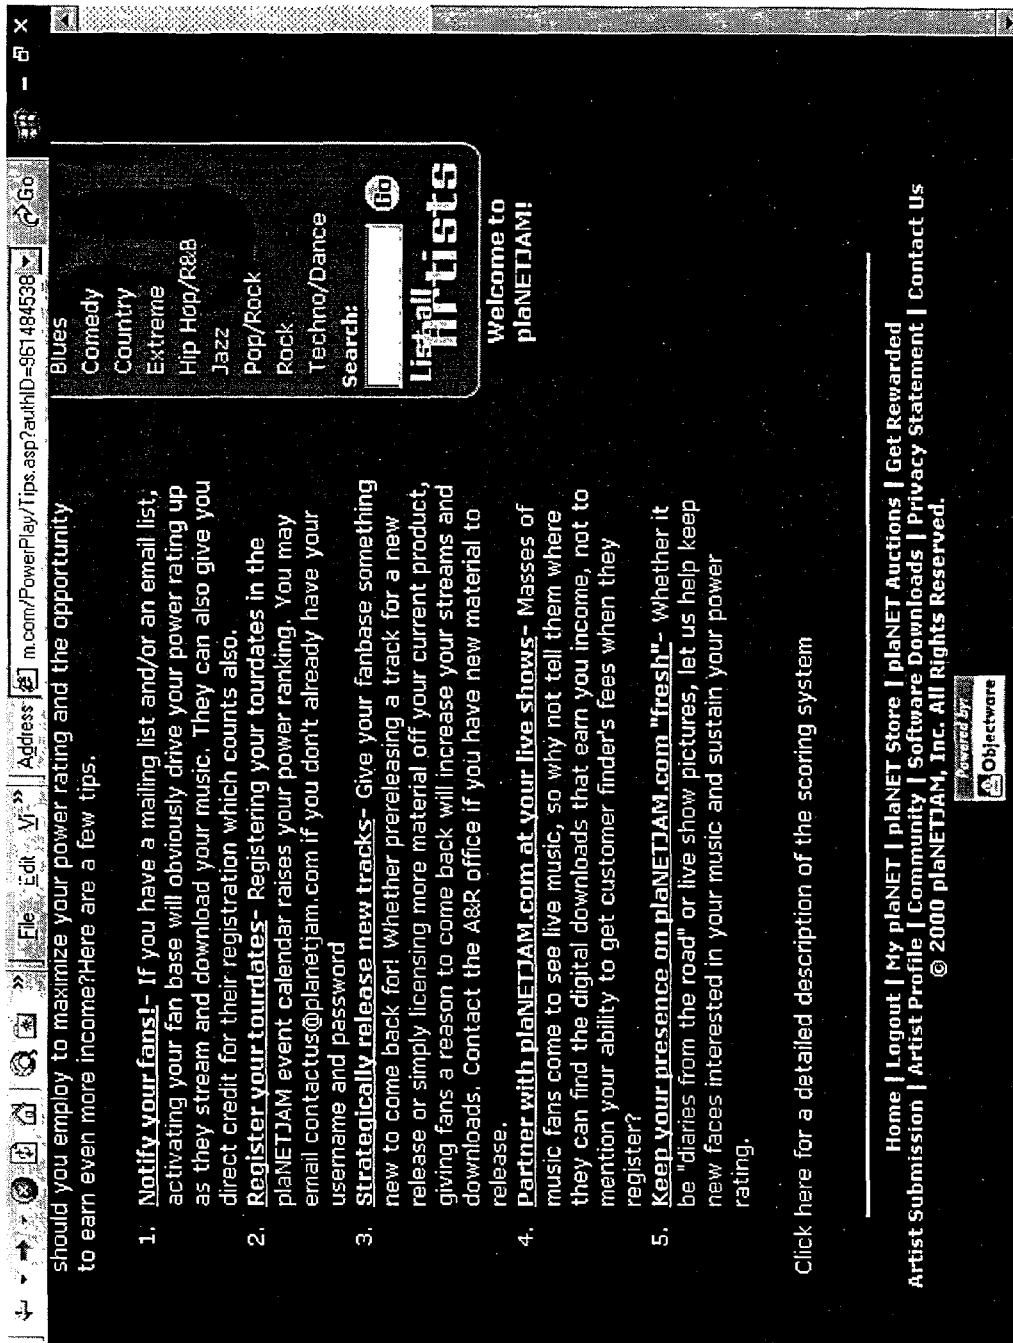 File Edit Vi » Address m.com/PowerPlay/Tips.asp?authID=961484538 Go
should you employ to maximize your power rating and the opportunity
to earn even more income?Here are a few tips.
1. Notify your fans!- If you have a mailing list and/or an email list,
activating your fan base will obviously drive your power rating up
as they stream and download your music. They can also give you
direct credit for their registration which counts also.
2. Register your tourdates- Registering your tourdates in the
plaNETJAM event calendar raises your power ranking. You may
email contactus@planetjam.com if you don't already have your
username and password
3. Strategically release new tracks- Give your fanbase something
new to come back for! Whether prereleasing a track for a new
release or simply licensing more material off your current product,
giving fans a reason to come back will increase your streams and
downloads. Contact the A&R office if you have new material to
release.
4. Partner with plaNETJAM.com at your live shows- Masses of
music fans come to see live music, so why not tell them where
they can find the digital downloads that earn you income, not to
mention your ability to get customer finder's fees when they
register?
5. Keep your presence on plaNETJAM.com "fresh"- Whether it
be "diaries from the road" or live show pictures, let us help keep
new faces interested in your music and sustain your power
rating.
Click here for a detailed description of the scoring system
Blues
Comedy
Country
Extreme
Hip Hop/R&B
Jazz
Pop/Rock
Rock
Techno/Dance
Search:
Go
List all
Artists
Welcome to
plaNETJAM!
Home | Logout | My plaNET | plaNET Store | plaNET Auctions | Get Rewarded
Artist Submission | Artist Profile | Community | Software Downloads | Privacy Statement | Contact Us
© 2000 plaNETJAM, Inc. All Rights Reserved.
Powered by
Objectware